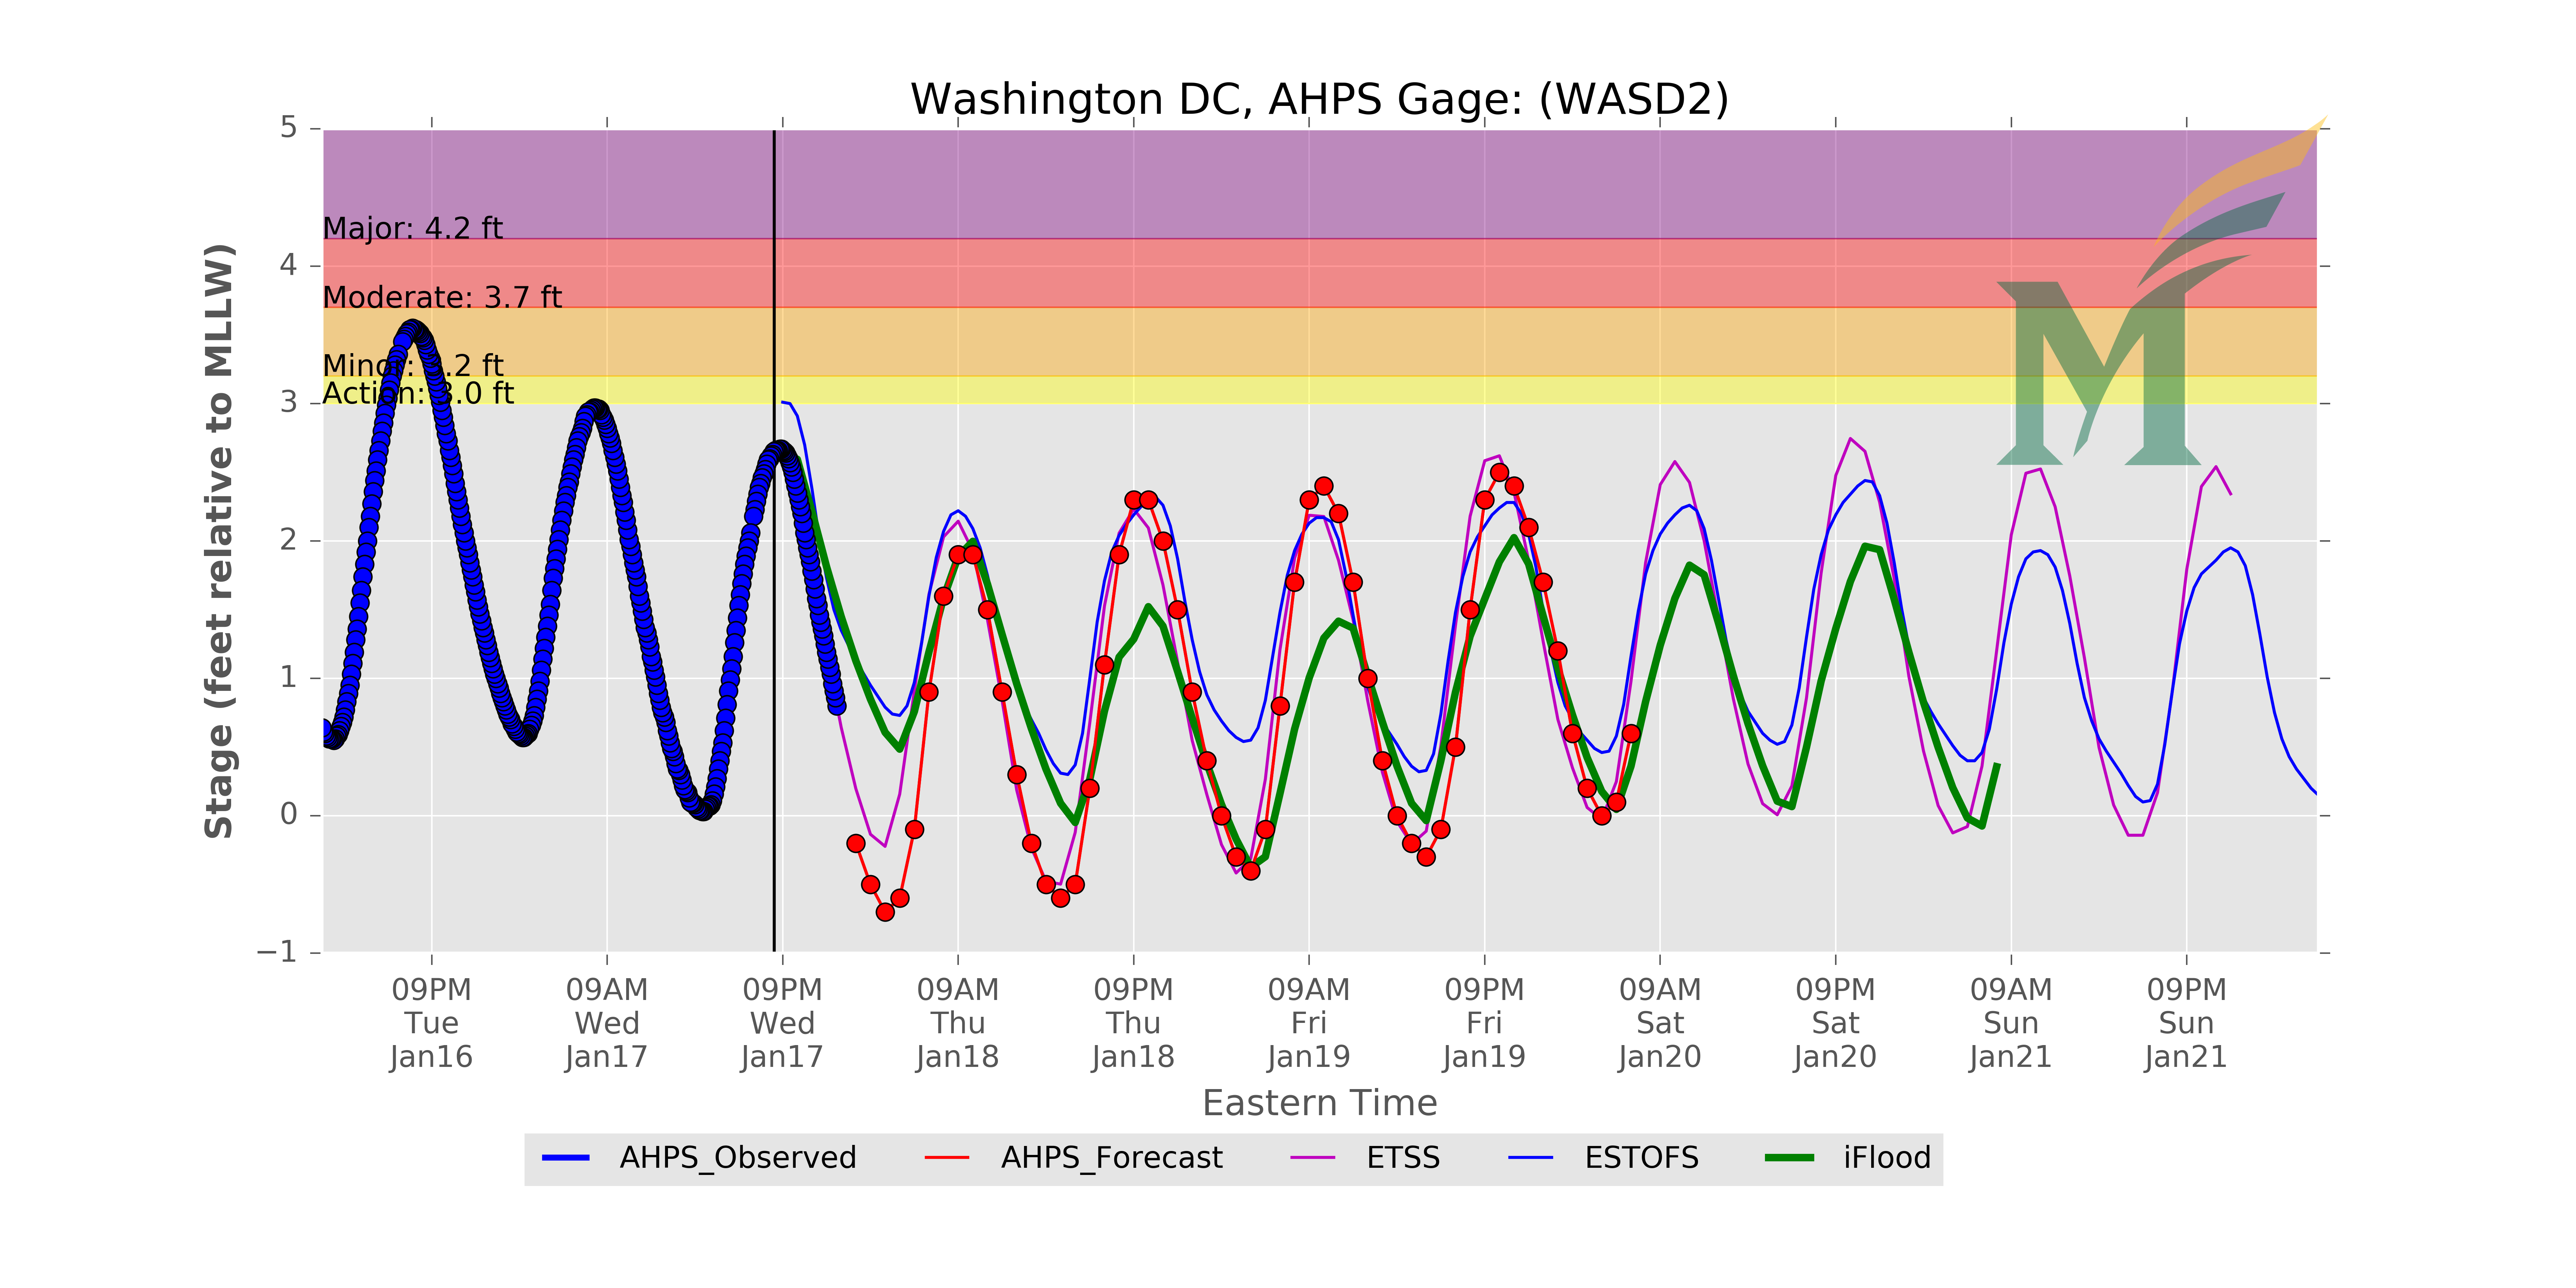 Washington DC, AHPS Gage: (WASD2)
Stage (feet relative to MLLW)
5
4
3
2
1
0
−1
Major: 4.2 ft
Moderate: 3.7 ft
Minor: 3.2 ft
Action: 3.0 ft
09PM 09AM 09PM 09AM 09PM 09AM 09PM 09AM 09PM 09AM 09PM
Tue Wed Wed Thu Thu Fri Fri Sat Sat Sun Sun
Jan16 Jan17 Jan17 Jan18 Jan18 Jan19 Jan19 Jan20 Jan20 Jan21 Jan21
Eastern Time
AHPS_Observed AHPS_Forecast ETSS ESTOFS iFlood
M